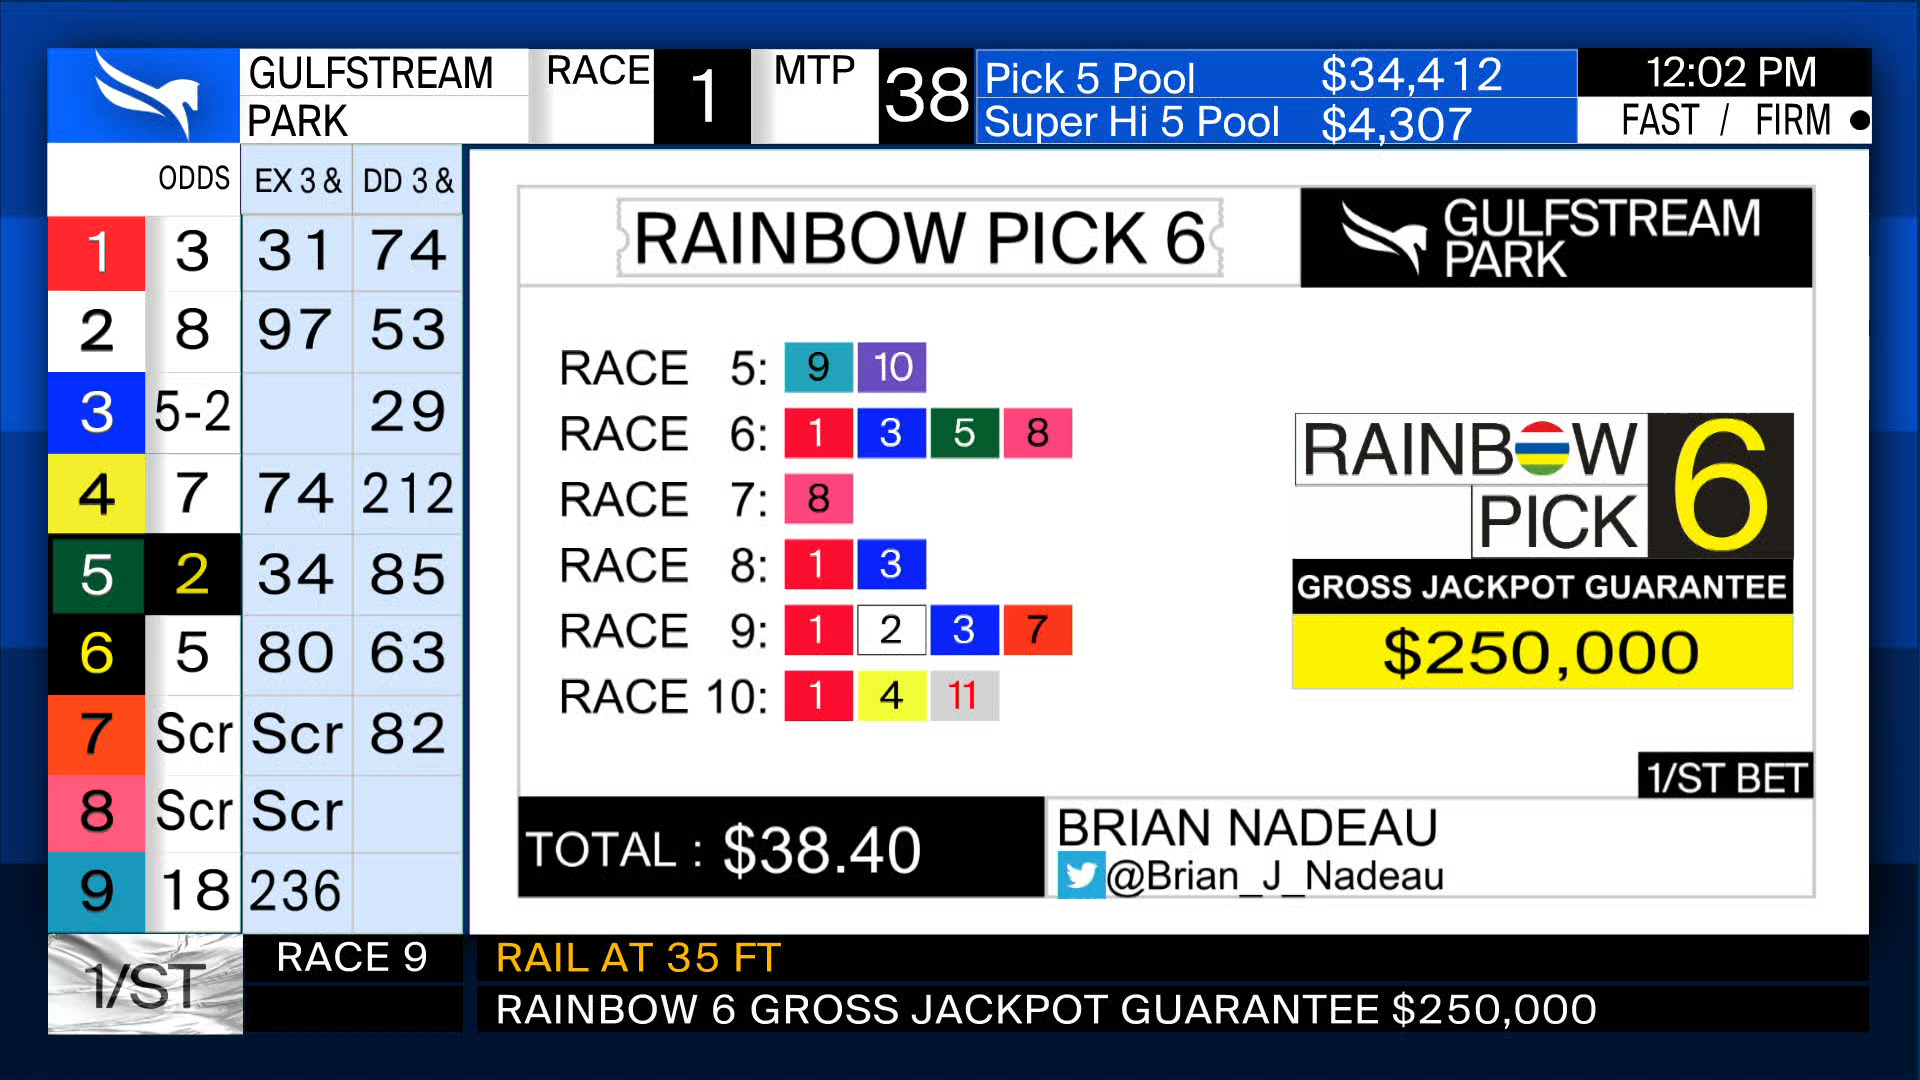 GULFSTREAM PARK RACE 1 MTP 38 Pick 5 Pool $34,412 12:02 PM
Super Hi 5 Pool $4,307 FAST / FIRM
ODDS EX 3 & DD 3 &
1 3 31 74
2 8 97 53
3 5-2 29
4 7 74 212
5 2 34 85
6 5 80 63
7 Scr Scr 82
8 Scr Scr
9 18 236
RAINBOW PICK 6
GULFSTREAM
PARK
RACE 5: 9 10
RACE 6: 1 3 5 8
RACE 7: 8
RACE 8: 1 3
RACE 9: 1 2 3 7
RACE 10: 1 4 11
RAINBOW
PICK 6
GROSS JACKPOT GUARANTEE
$250,000
1/ST BET
TOTAL : $38.40
BRIAN NADEAU
@Brian_J_Nadeau
1/ST
RACE 9
RAIL AT 35 FT
RAINBOW 6 GROSS JACKPOT GUARANTEE $250,000